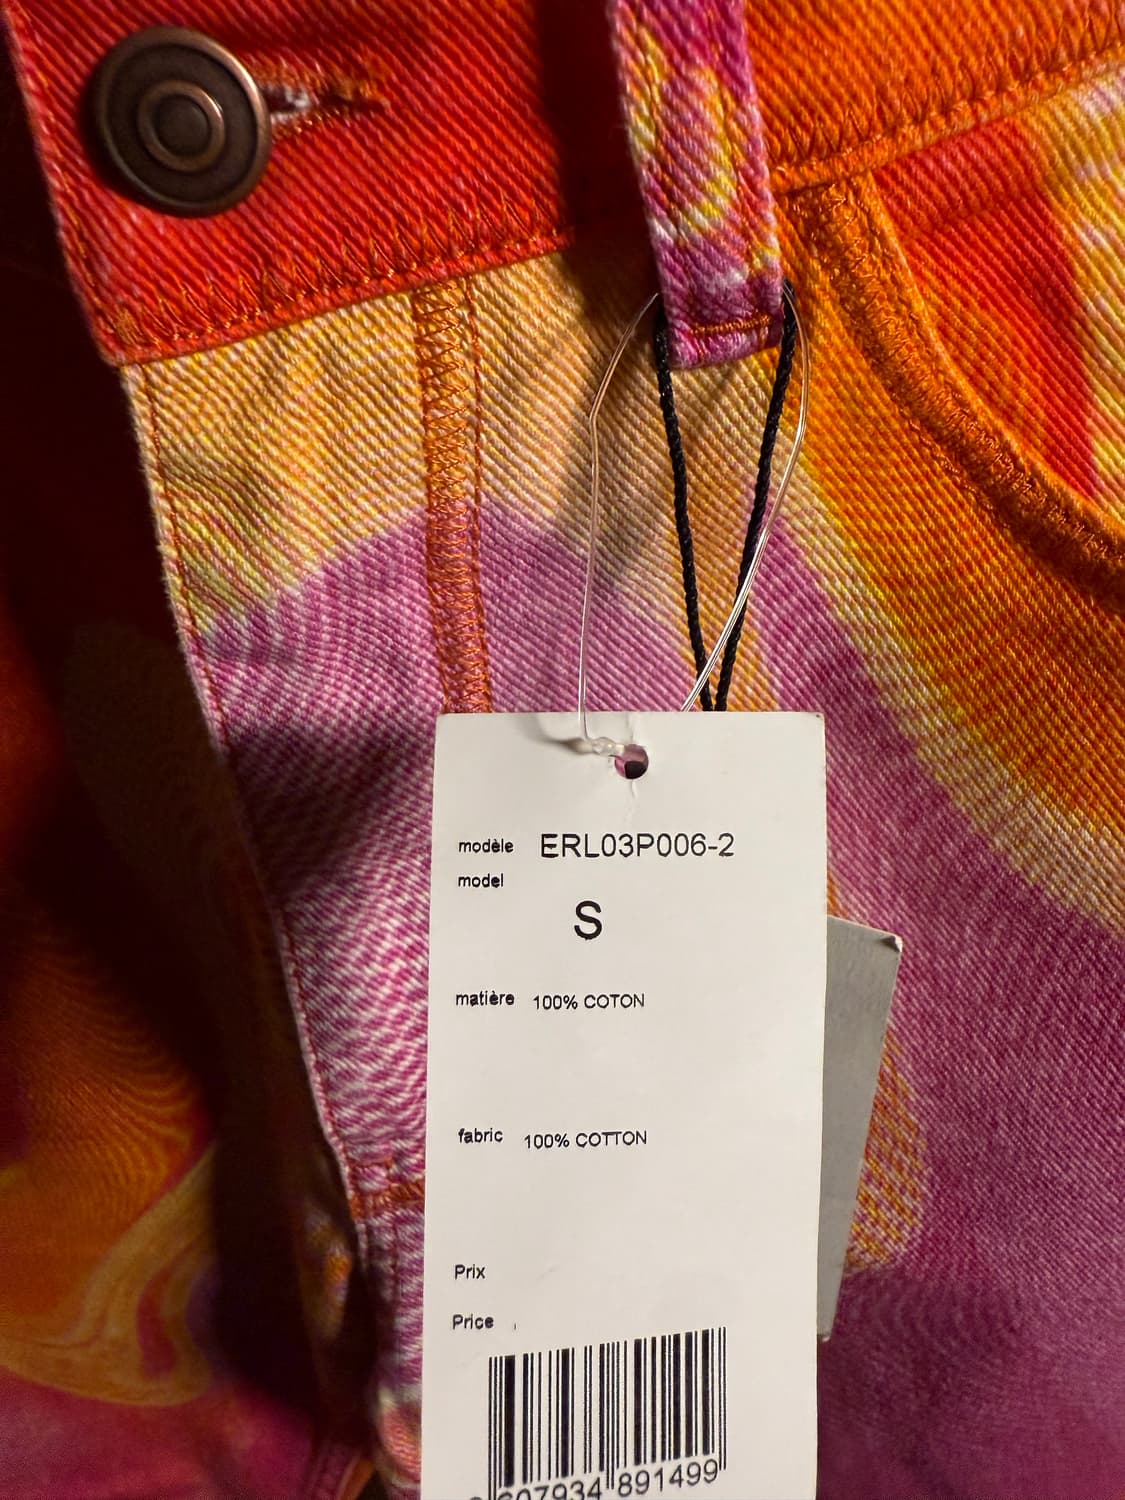 modèle ERL03P006-2
model
S
matière 100% COTON
fabric 100% COTTON
Prix
Price
607934 891499